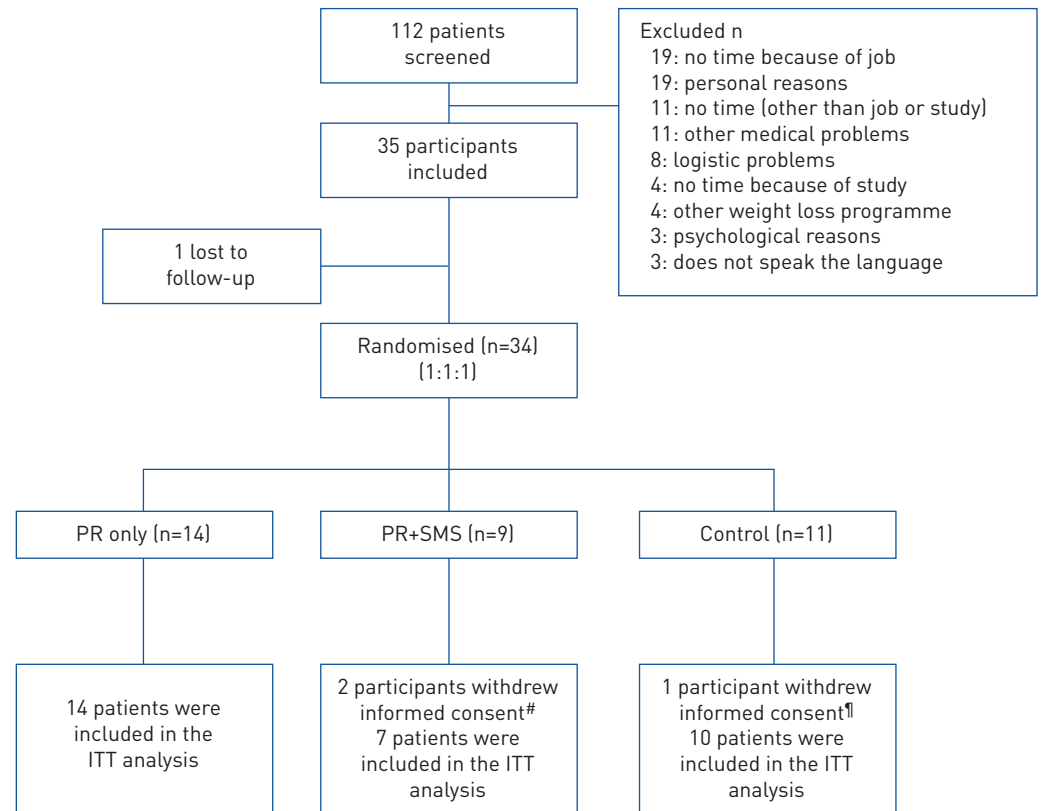 112 patients
screened
Excluded n
19: no time because of job
19: personal reasons
11: no time (other than job or study)
11: other medical problems
8: logistic problems
4: no time because of study
4: other weight loss programme
3: psychological reasons
3: does not speak the language
35 participants
included
1 lost to
follow-up
Randomised (n=34)
(1:1:1)
PR only (n=14)
PR+SMS (n=9)
Control (n=11)
14 patients were
included in the
ITT analysis
2 participants withdrew
informed consent#
7 patients were
included in the ITT
analysis
1 participant withdrew
informed consent¶
10 patients were
included in the ITT
analysis